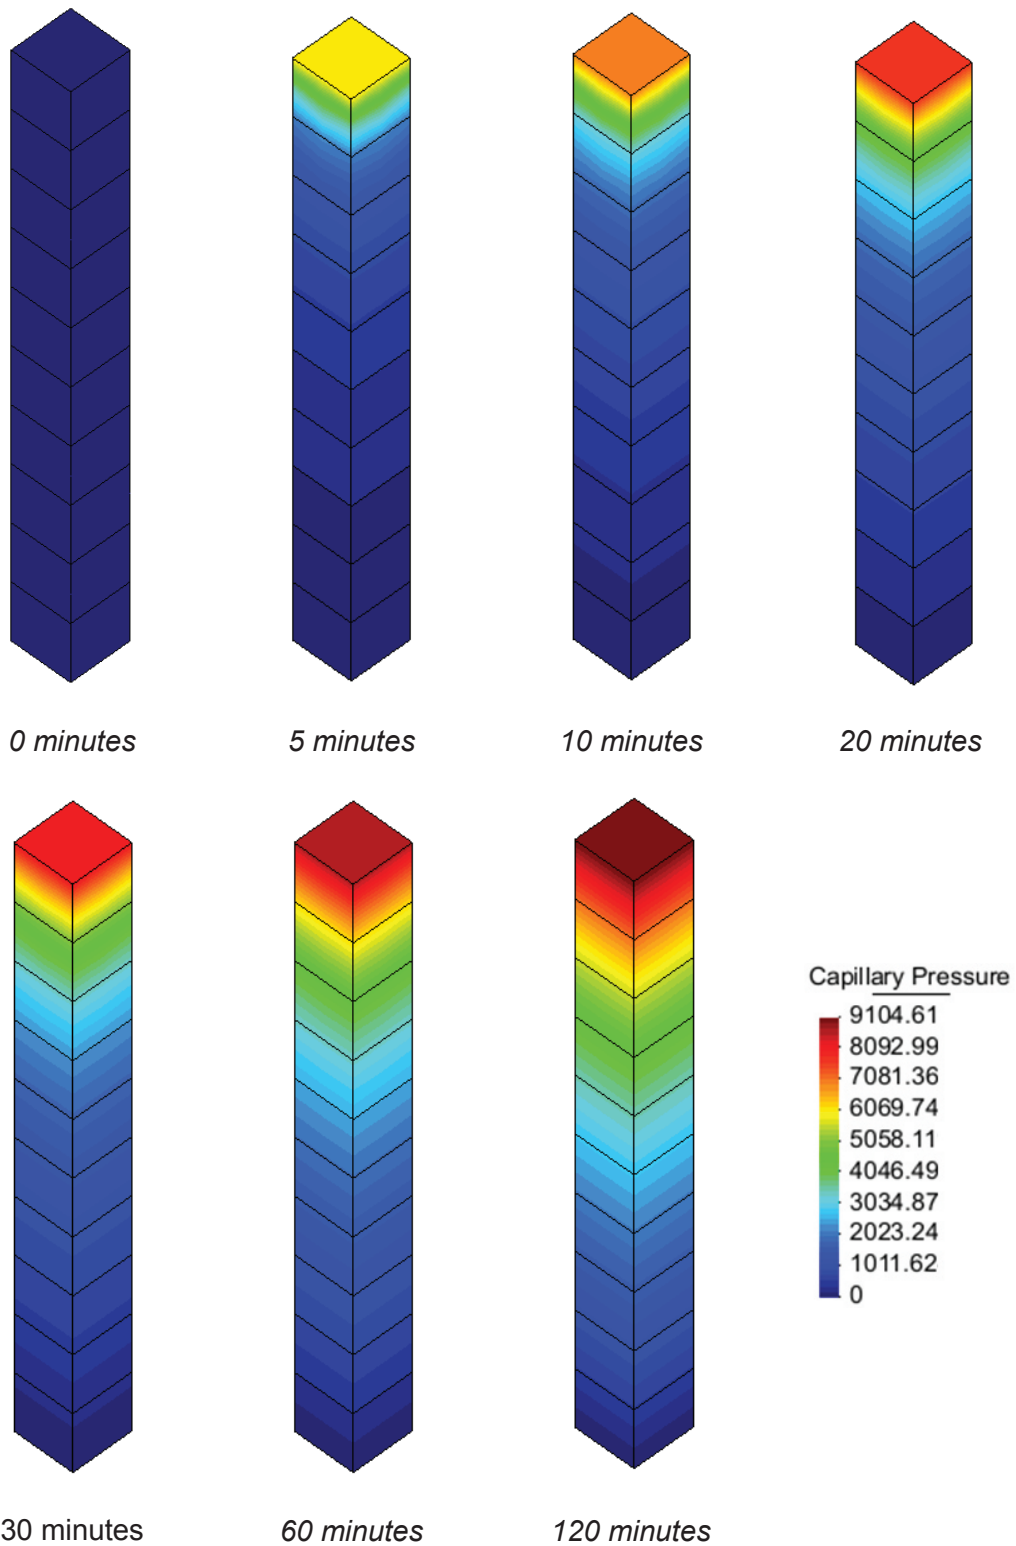 0 minutes
5 minutes
10 minutes
20 minutes
30 minutes
60 minutes
120 minutes
Capillary Pressure
9104.61
8092.99
7081.36
6069.74
5058.11
4046.49
3034.87
2023.24
1011.62
0